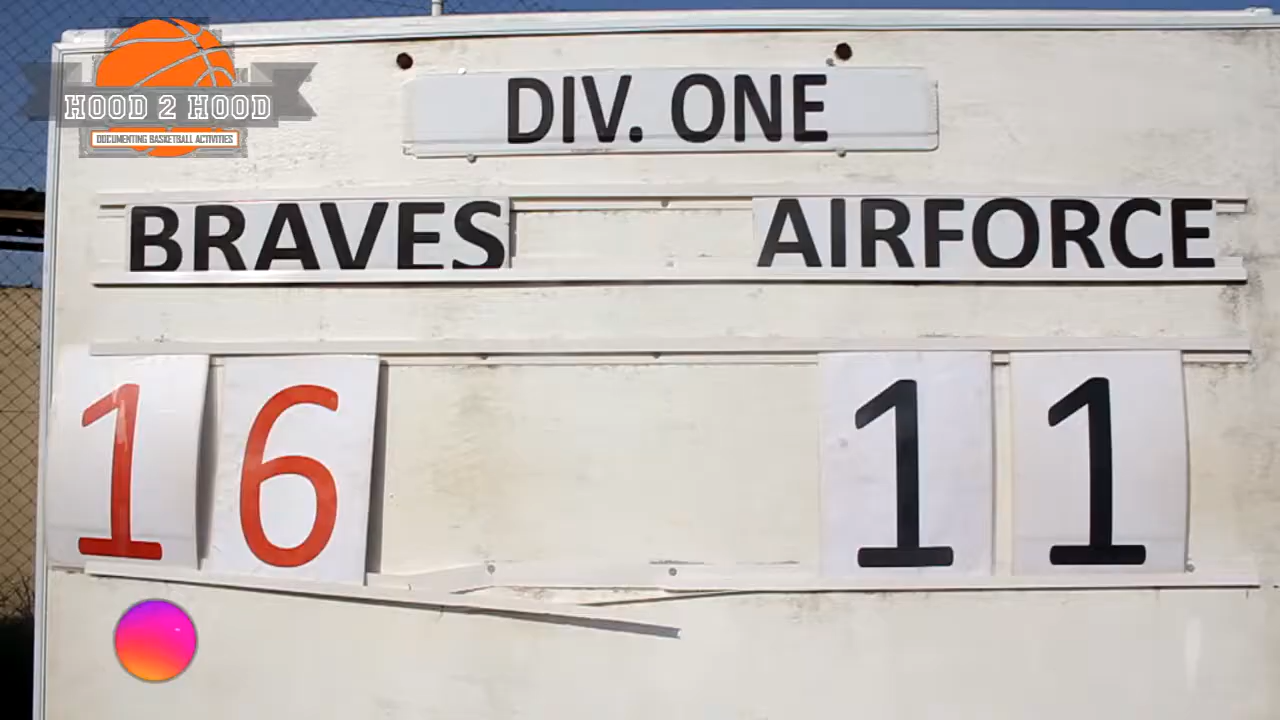 HOOD 2 HOOD
DOCUMENTING BASKETBALL ACTIVITIES
DIV. ONE
BRAVES AIRFORCE
16 11